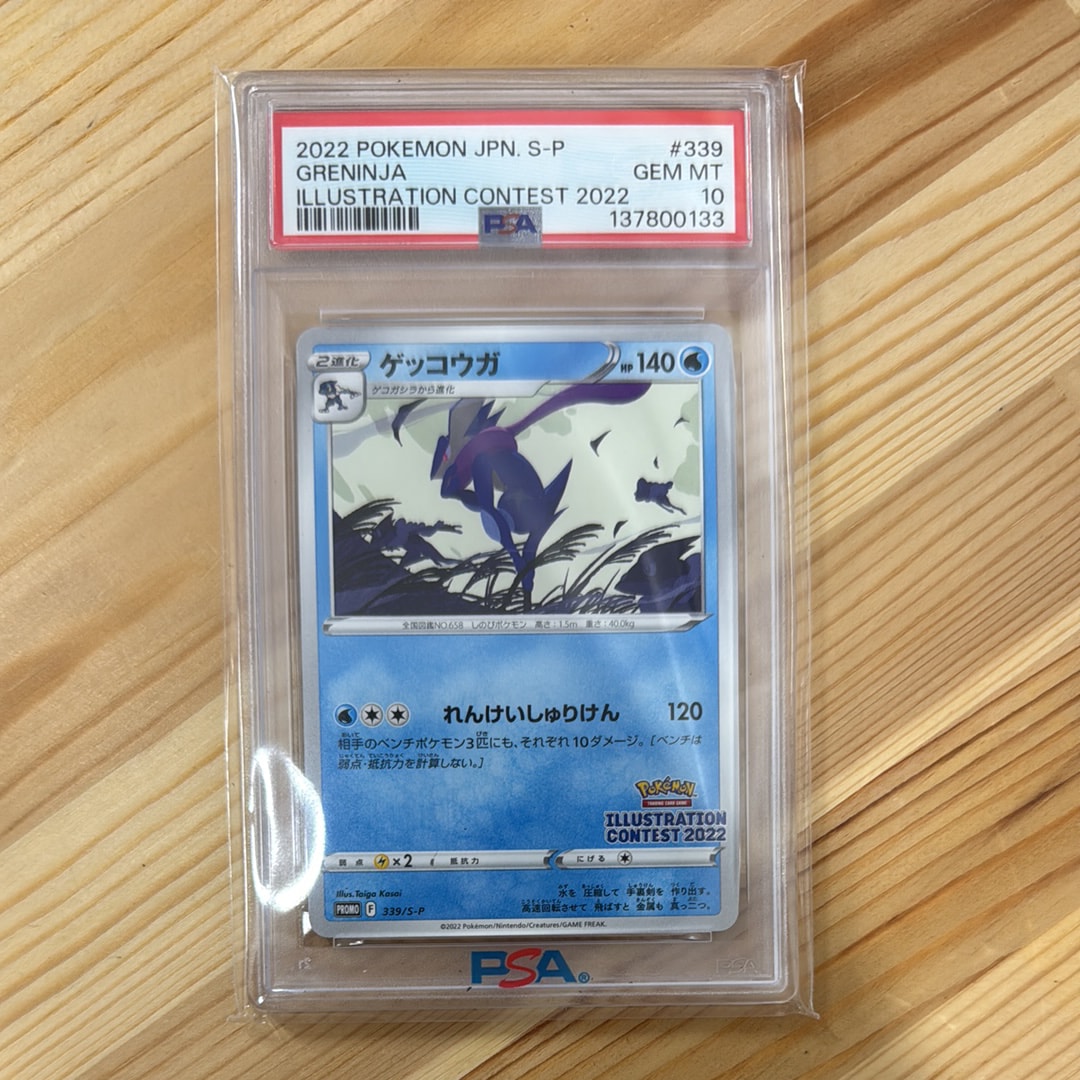 2022 POKEMON JPN. S-P #339
GRENINJA GEM MT
ILLUSTRATION CONTEST 2022 10
PSA 137800133
2進化 ゲッコウガ HP 140
ゲコガシラから進化
全国図鑑NO.658 しのびポケモン 高さ:1.5m 重さ:40.0kg
れんけいしゅりけん 120
相手のベンチポケモン3匹にも、それぞれ10ダメージ。[ベンチは
弱点・抵抗力を計算しない。]
Pokémon
TRADING CARD GAME
ILLUSTRATION
CONTEST 2022
弱点 ×2 抵抗力 にげる
Illus. Taiga Kasai
水を圧縮して手裏剣を作り出す。
PROMO F 339/S-P
高速回転させて飛ばすと金属も真っ二つ。
©2022 Pokémon/Nintendo/Creatures/GAME FREAK.
PSA®
PSA